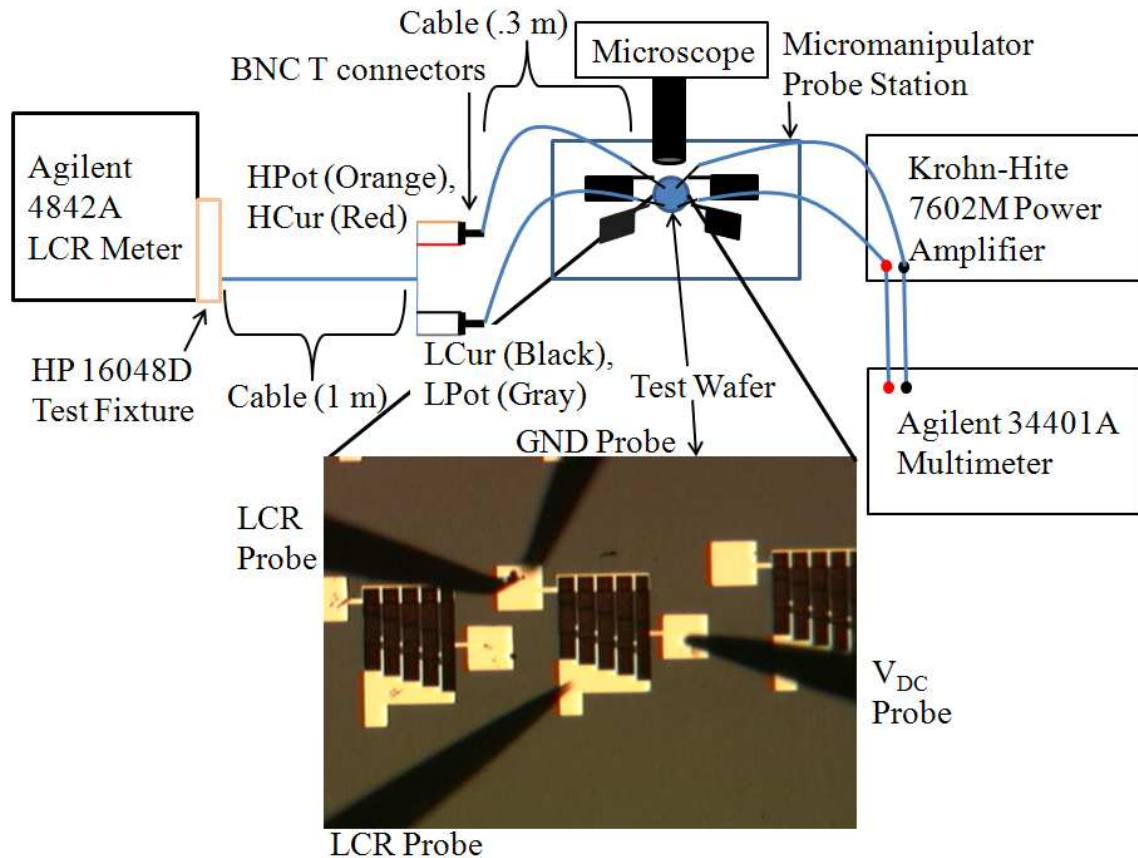 Cable (.3 m)
BNC T connectors
Microscope
Micromanipulator
Probe Station
Agilent
4842A
LCR Meter
HPot (Orange),
HCur (Red)
Krohn-Hite
7602M Power
Amplifier
HP 16048D
Test Fixture
Cable (1 m)
LCur (Black),
LPot (Gray)
Test Wafer
GND Probe
Agilent 34401A
Multimeter
LCR
Probe
V_DC
Probe
LCR Probe